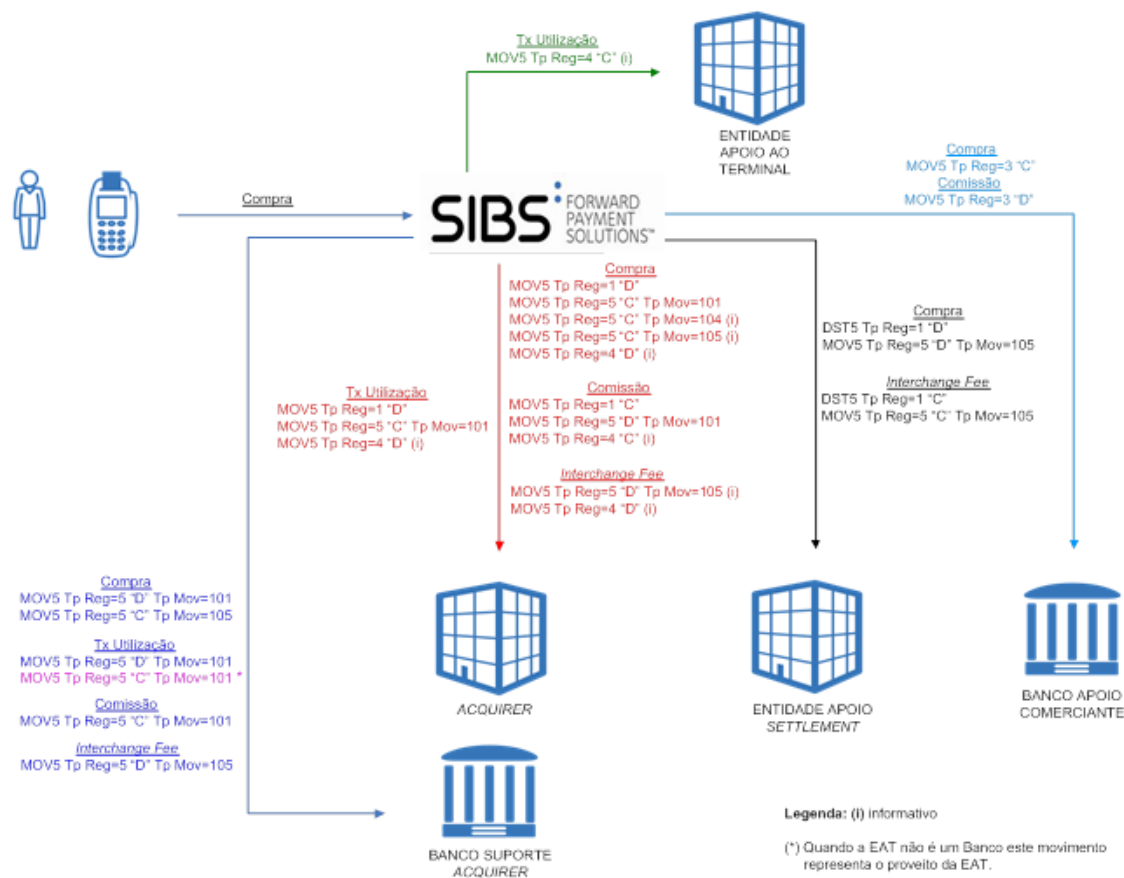 Tx Utilização
MOV5 Tp Reg=4 "C" (i)
ENTIDADE
APOIO AO
TERMINAL
Compra
MOV5 Tp Reg=3 "C"
Comissão
MOV5 Tp Reg=3 "D"
Compra
SIBS FORWARD
PAYMENT
SOLUTIONS™
Compra
MOV5 Tp Reg=1 "D"
MOV5 Tp Reg=5 "C" Tp Mov=101
MOV5 Tp Reg=5 "C" Tp Mov=104 (i)
MOV5 Tp Reg=5 "C" Tp Mov=105 (i)
MOV5 Tp Reg=4 "D" (i)
Comissão
MOV5 Tp Reg=1 "C"
MOV5 Tp Reg=5 "D" Tp Mov=101
MOV5 Tp Reg=4 "C" (i)
Interchange Fee
MOV5 Tp Reg=5 "D" Tp Mov=105 (i)
MOV5 Tp Reg=4 "D" (i)
Tx Utilização
MOV5 Tp Reg=1 "D"
MOV5 Tp Reg=5 "C" Tp Mov=101
MOV5 Tp Reg=4 "D" (i)
Compra
DST5 Tp Reg=1 "D"
MOV5 Tp Reg=5 "D" Tp Mov=105
Interchange Fee
DST5 Tp Reg=1 "C"
MOV5 Tp Reg=5 "C" Tp Mov=105
Compra
MOV5 Tp Reg=5 "D" Tp Mov=101
MOV5 Tp Reg=5 "C" Tp Mov=105
Tx Utilização
MOV5 Tp Reg=5 "D" Tp Mov=101
MOV5 Tp Reg=5 "C" Tp Mov=101 *
Comissão
MOV5 Tp Reg=5 "C" Tp Mov=101
Interchange Fee
MOV5 Tp Reg=5 "D" Tp Mov=105
ACQUIRER
ENTIDADE APOIO
SETTLEMENT
BANCO APOIO
COMERCIANTE
BANCO SUPORTE
ACQUIRER
Legenda: (i) informativo
(*) Quando a EAT não é um Banco este movimento
representa o proveito da EAT.